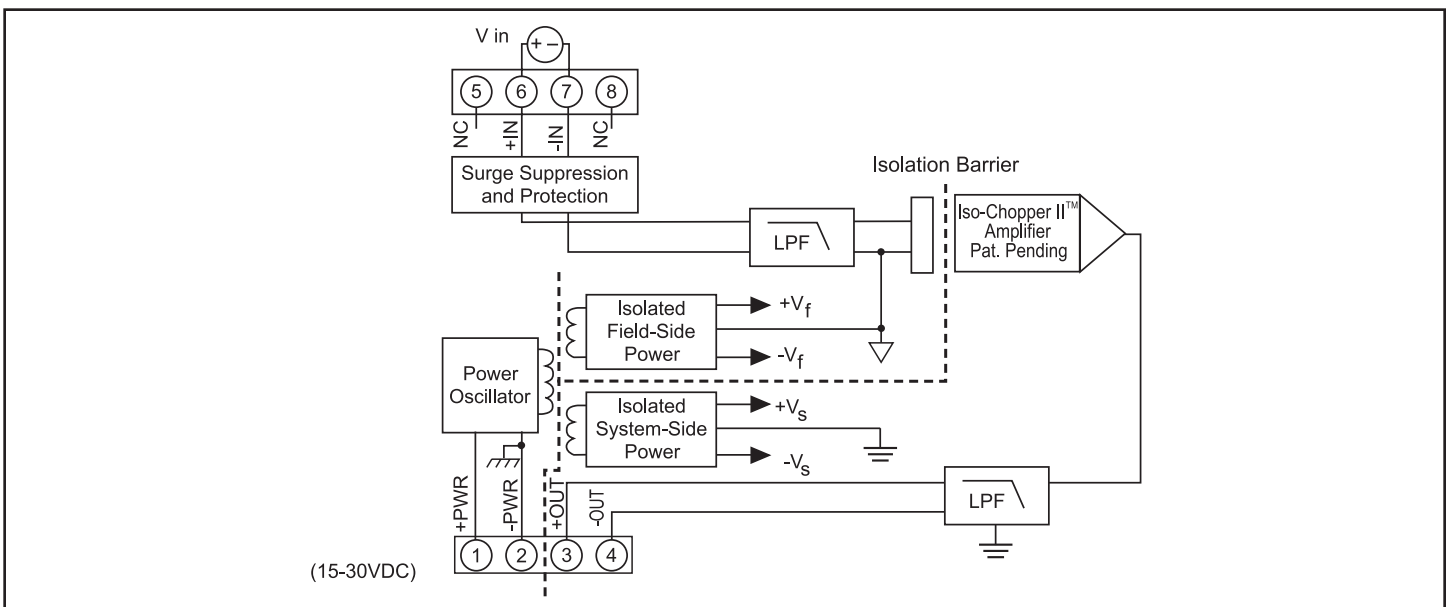 V in
+ −
5 6 7 8
NC
+IN
-IN
NC
Surge Suppression
and Protection
Isolation Barrier
LPF
Iso-Chopper II™
Amplifier
Pat. Pending
Isolated
Field-Side
Power
+Vf
-Vf
Power
Oscillator
Isolated
System-Side
Power
+Vs
-Vs
+PWR
-PWR
+OUT
-OUT
LPF
1 2 3 4
(15-30VDC)